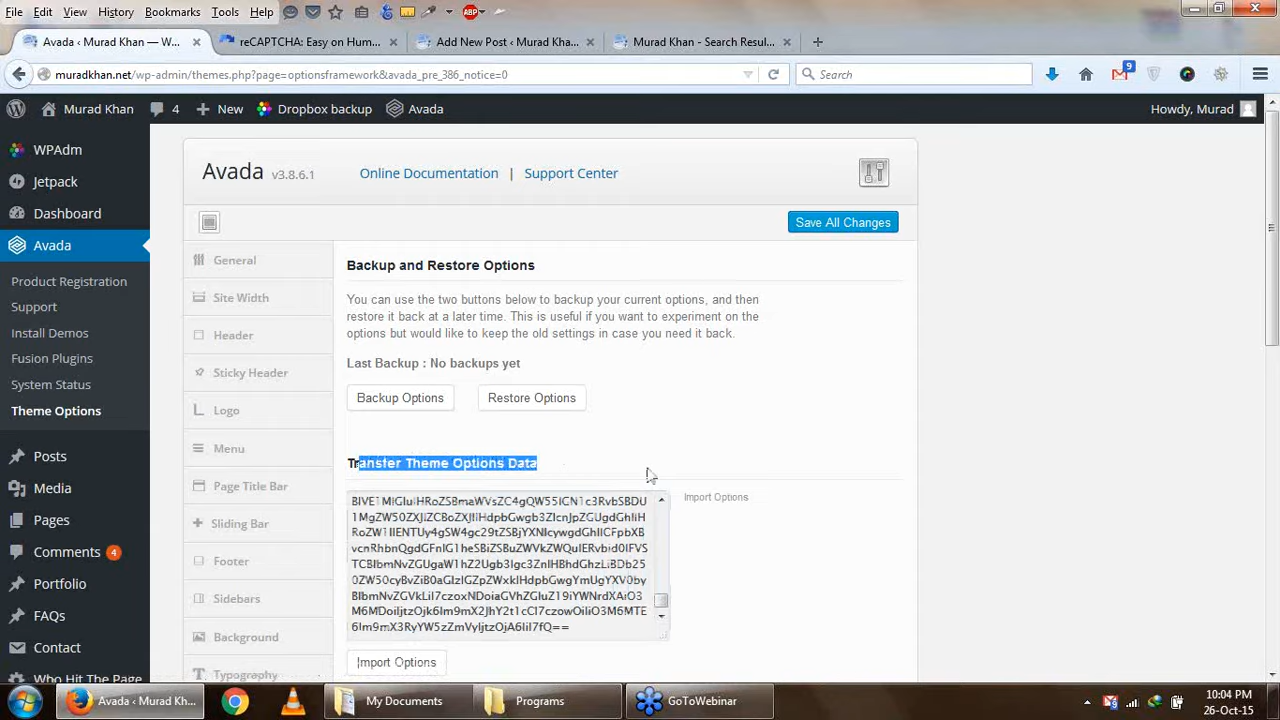 File Edit View History Bookmarks Tools Help
Avada ‹ Murad Khan — W... × reCAPTCHA: Easy on Hum... × Add New Post ‹ Murad Kha... × Murad Khan - Search Resul... × +
muradkhan.net/wp-admin/themes.php?page=optionsframework&avada_pre_386_notice=0
Search
9
Murad Khan 4 + New Dropbox backup Avada Howdy, Murad
WPAdm
Jetpack
Dashboard
Avada
Product Registration
Support
Install Demos
Fusion Plugins
System Status
Theme Options
Posts
Media
Pages
Comments 4
Portfolio
FAQs
Contact
Who Hit The Page
Avada v3.8.6.1 Online Documentation | Support Center
Save All Changes
General
Site Width
Header
Sticky Header
Logo
Menu
Page Title Bar
Sliding Bar
Footer
Sidebars
Background
Typography
Backup and Restore Options
You can use the two buttons below to backup your current options, and then
restore it back at a later time. This is useful if you want to experiment on the
options but would like to keep the old settings in case you need it back.
Last Backup : No backups yet
Backup Options Restore Options
Transfer Theme Options Data
Import Options
Import Options
Avada ‹ Murad Kha... My Documents Programs GoToWebinar
10:04 PM
26-Oct-15